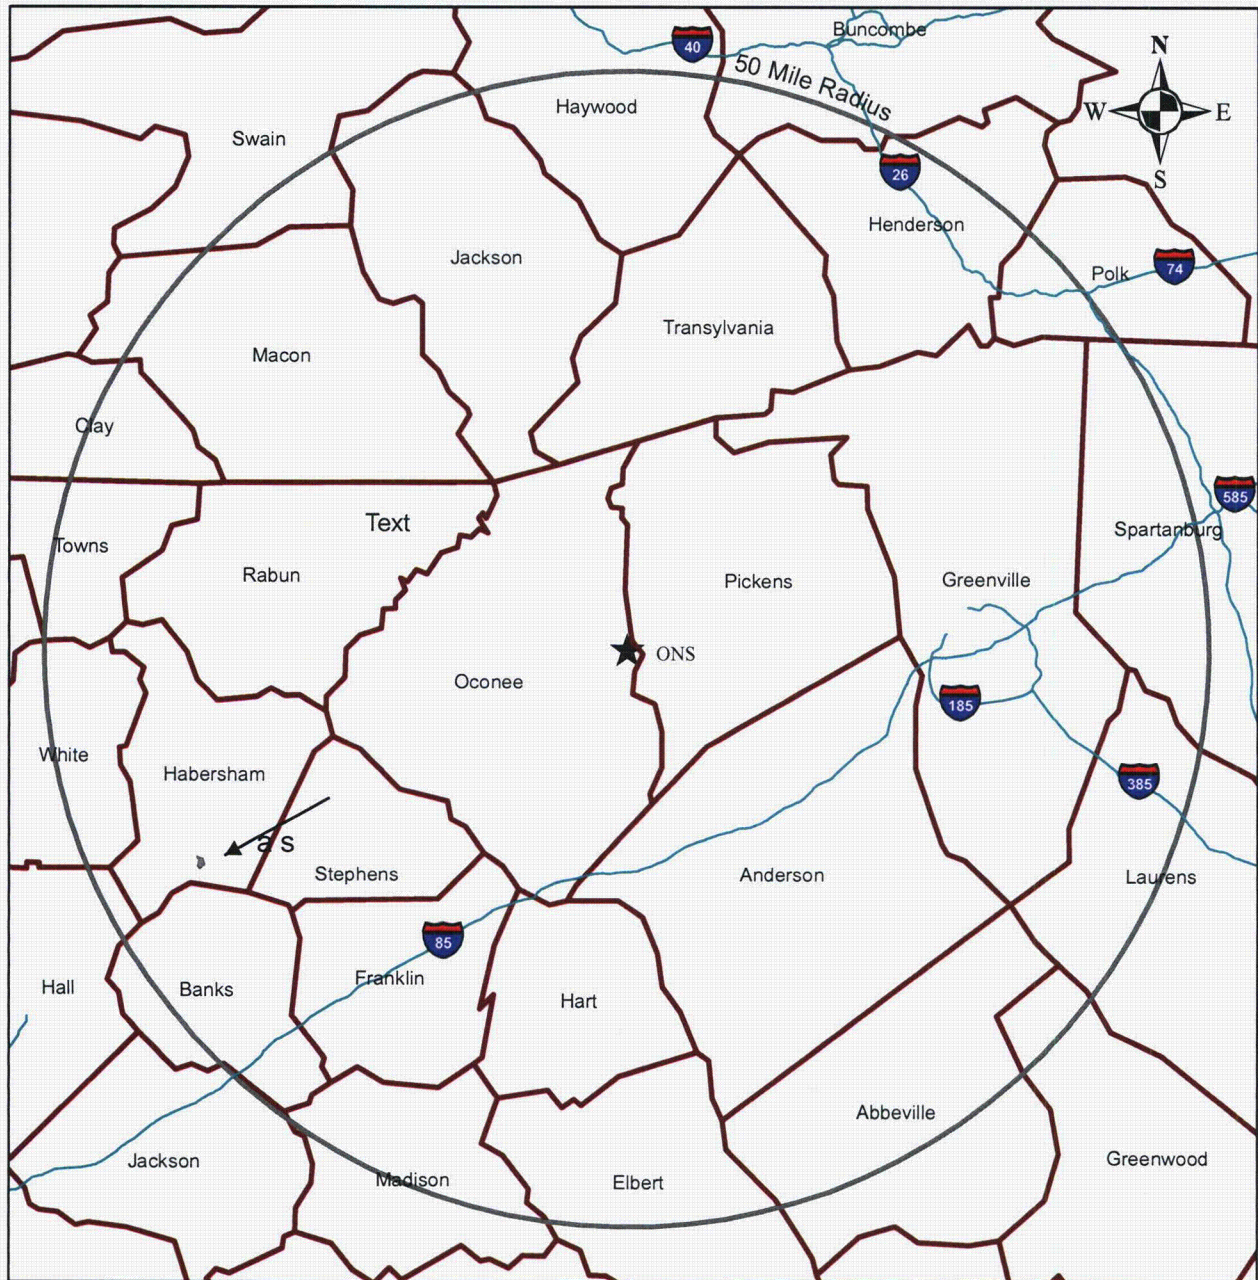 Buncombe
40
50 Mile Radius
N
Haywood
W
E
Swain
26
S
Henderson
Jackson
Polk
74
Transylvania
Macon
Clay
585
Text
Spartanburg
Towns
Rabun
Pickens
Greenville
ONS
Oconee
185
White
Habersham
385
a s
Stephens
Anderson
Laurens
85
Franklin
Hall
Banks
Hart
Abbeville
Jackson
Greenwood
Madison
Elbert